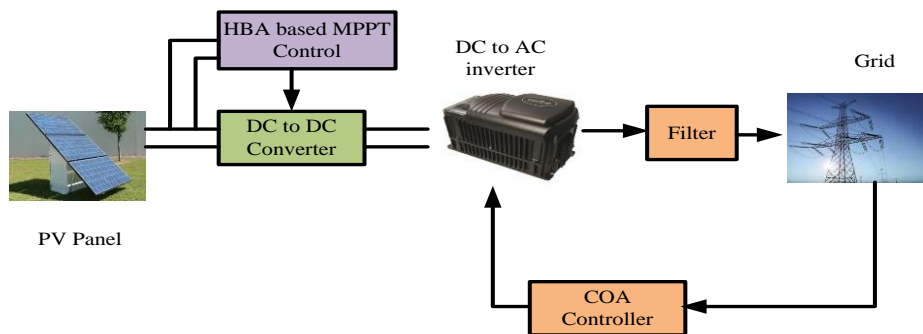 HBA based MPPT
Control
DC to AC
inverter
Grid
DC to DC
Converter
Filter
PV Panel
COA
Controller